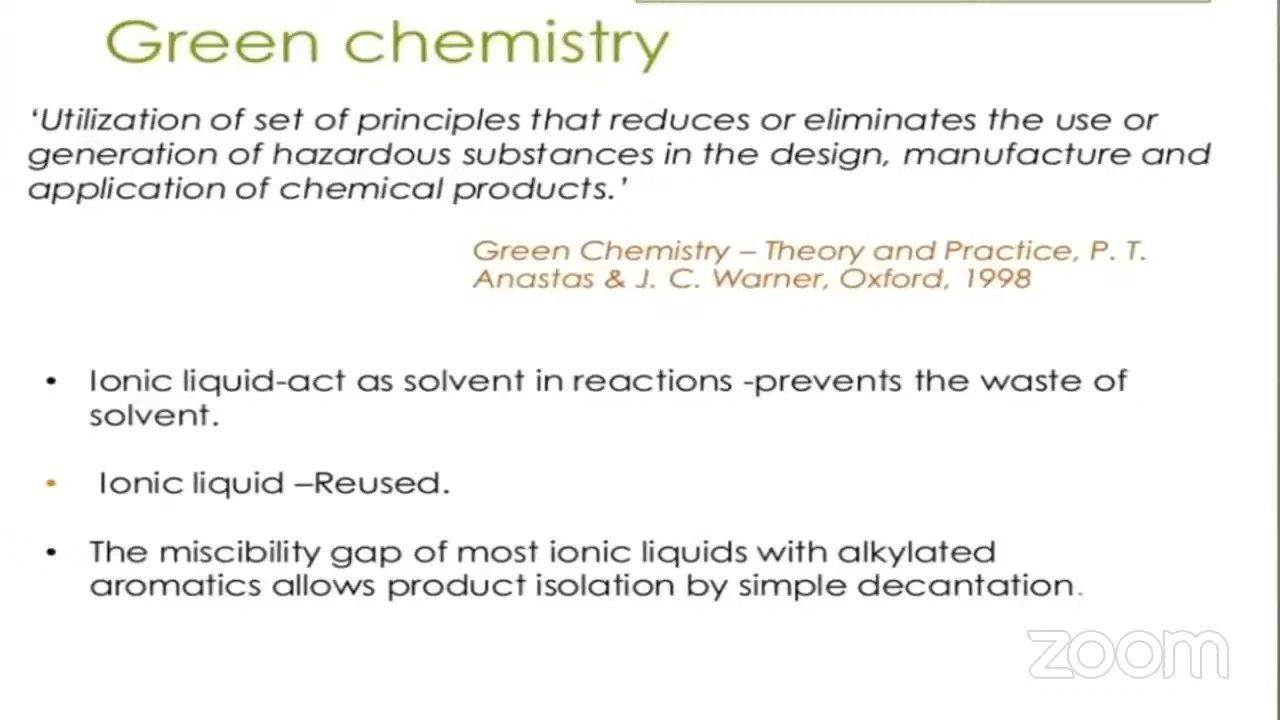 Green chemistry
‘Utilization of set of principles that reduces or eliminates the use or
generation of hazardous substances in the design, manufacture and
application of chemical products.’
Green Chemistry – Theory and Practice, P. T.
Anastas & J. C. Warner, Oxford, 1998
• Ionic liquid-act as solvent in reactions -prevents the waste of
solvent.
• Ionic liquid –Reused.
• The miscibility gap of most ionic liquids with alkylated
aromatics allows product isolation by simple decantation.
zoom